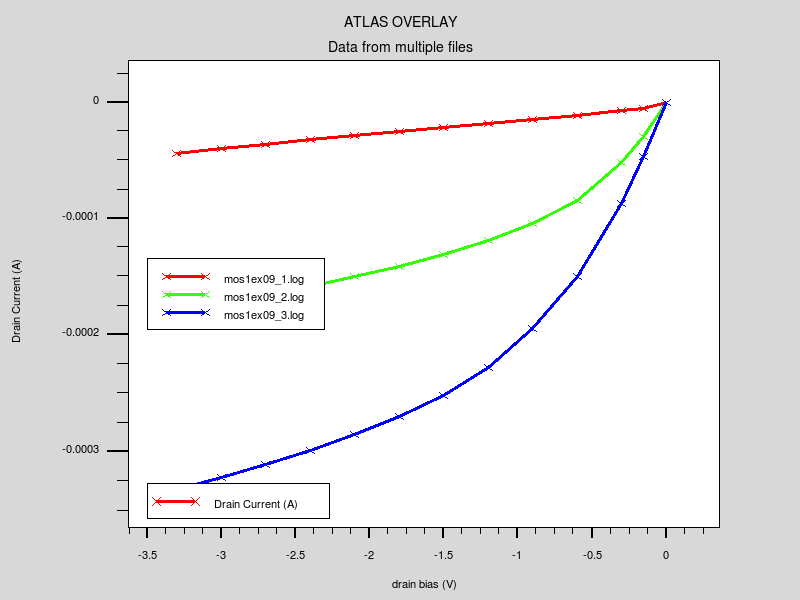 ATLAS OVERLAY
Data from multiple files
Drain Current (A)
0
-0.0001
-0.0002
-0.0003
mos1ex09_1.log
mos1ex09_2.log
mos1ex09_3.log
Drain Current (A)
-3.5
-3
-2.5
-2
-1.5
-1
-0.5
0
drain bias (V)